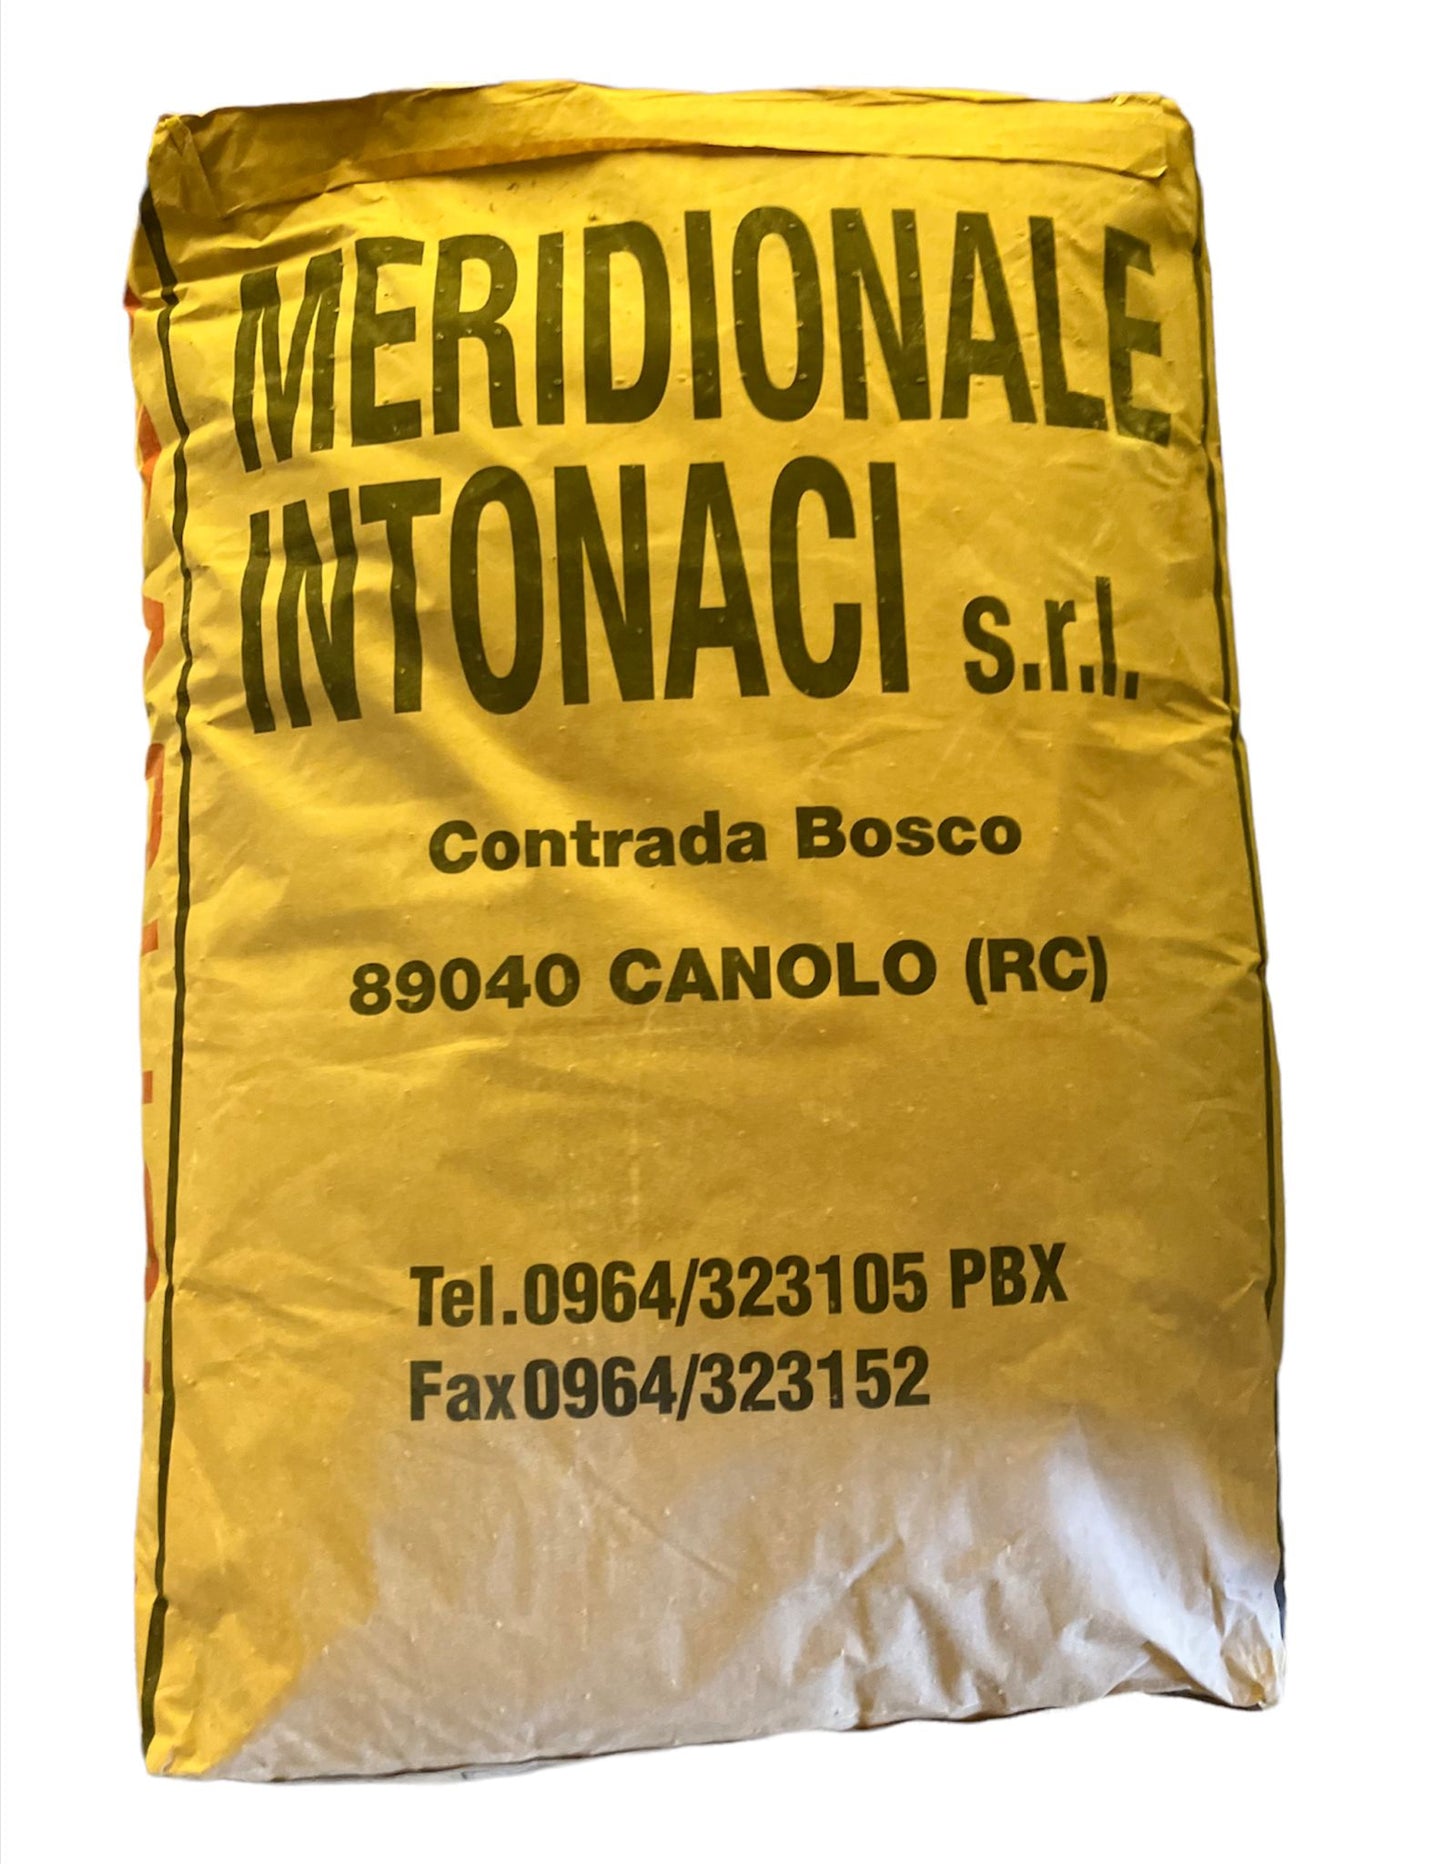 MERIDIONALE
INTONACI s.r.l.
Contrada Bosco
89040 CANOLO (RC)
Tel.0964/323105 PBX
Fax0964/323152